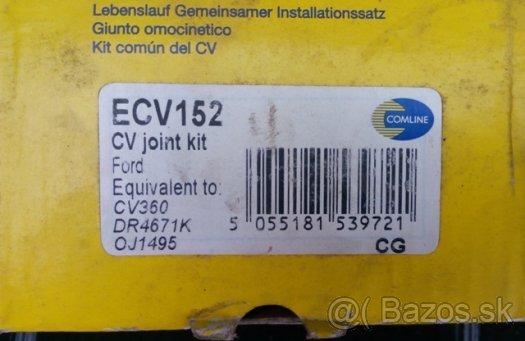 Lebenslauf Gemeinsamer Installationssatz
Giunto omocinetico
Kit común del CV
ECV152
COMLINE
CV joint kit
Ford
Equivalent to:
CV360
DR4671K
OJ1495
5 055181 539721
CG
@( Bazos.sk